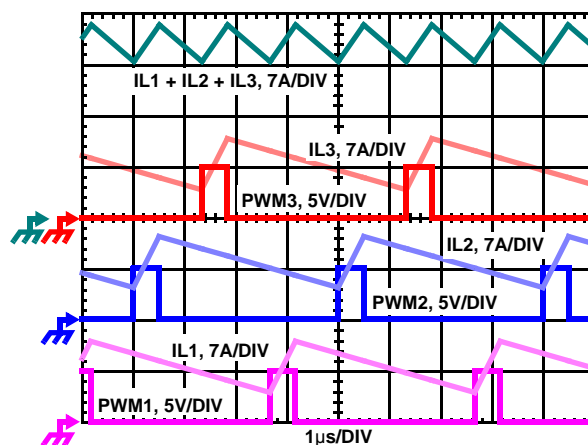 IL1 + IL2 + IL3, 7A/DIV
IL3, 7A/DIV
PWM3, 5V/DIV
IL2, 7A/DIV
PWM2, 5V/DIV
IL1, 7A/DIV
PWM1, 5V/DIV
1µs/DIV